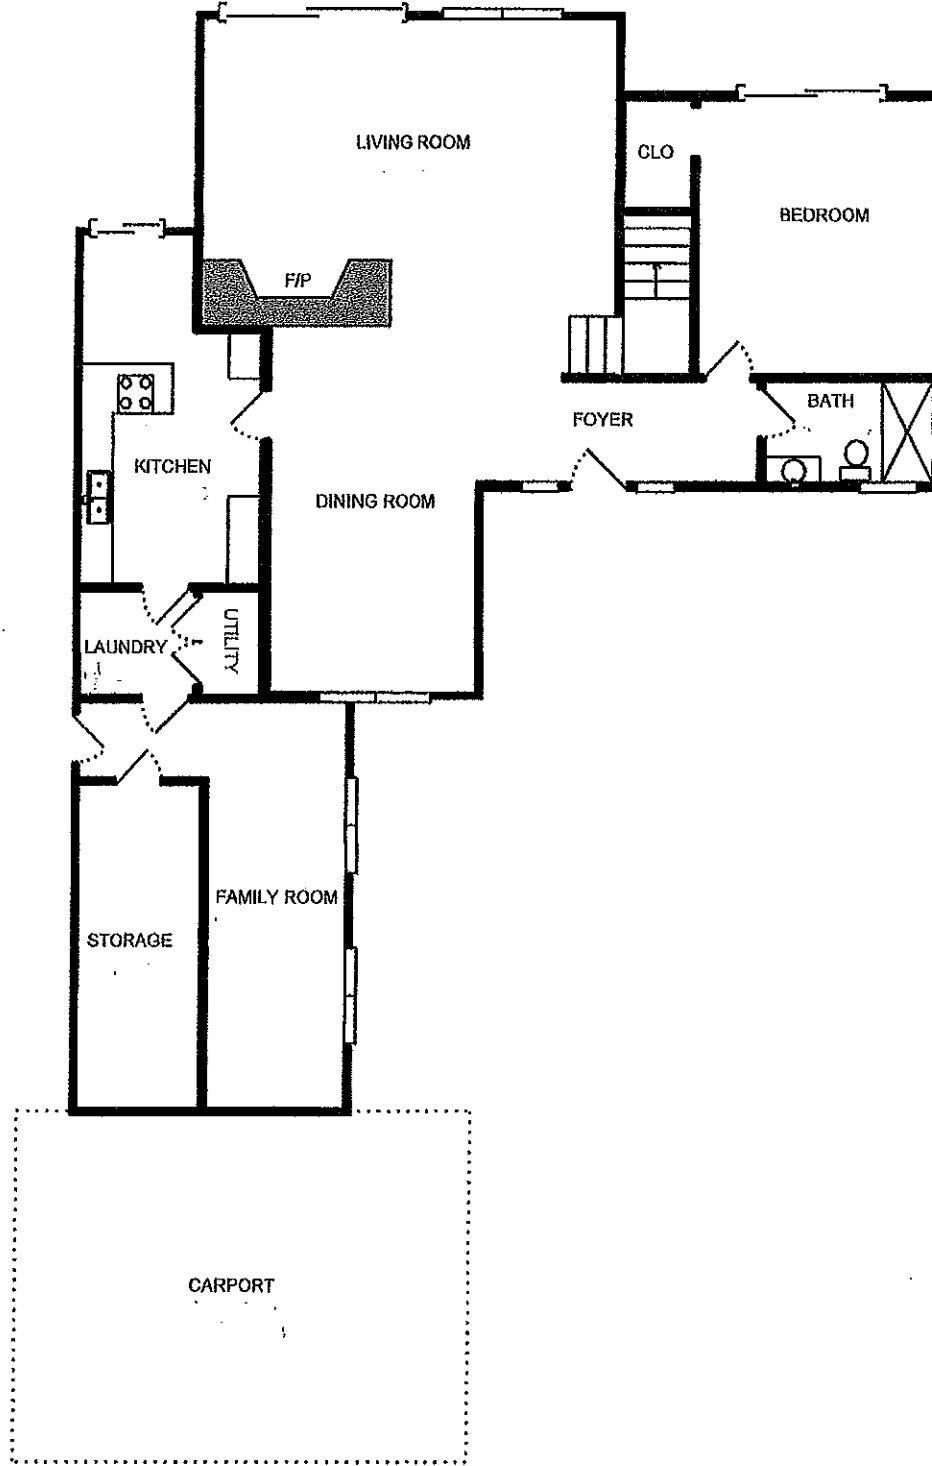 LIVING ROOM
CLO
BEDROOM
F/P
BATH
FOYER
KITCHEN
DINING ROOM
UTILITY
LAUNDRY
FAMILY ROOM
STORAGE
CARPORT